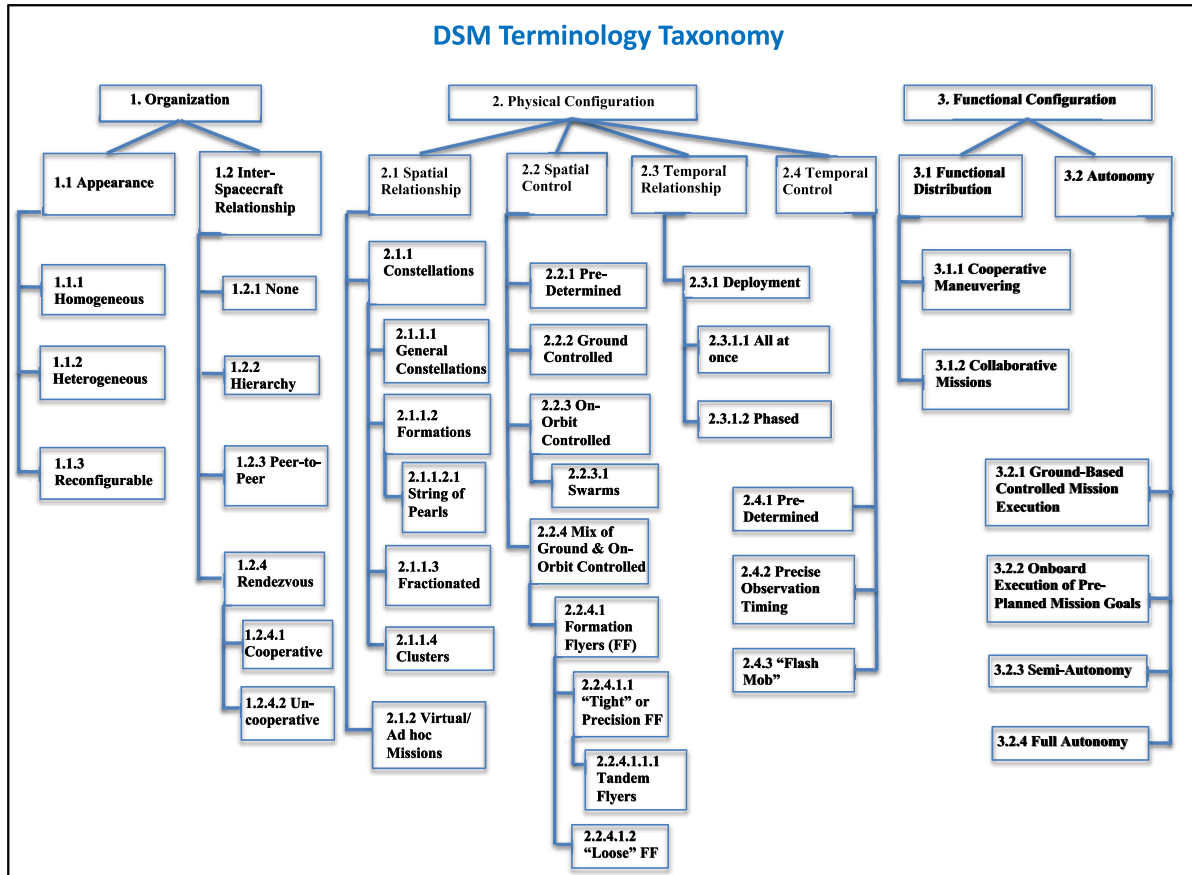 DSM Terminology Taxonomy
1. Organization
2. Physical Configuration
3. Functional Configuration
1.1 Appearance
1.2 Inter-
Spacecraft
Relationship
2.1 Spatial
Relationship
2.2 Spatial
Control
2.3 Temporal
Relationship
2.4 Temporal
Control
3.1 Functional
Distribution
3.2 Autonomy
1.1.1
Homogeneous
1.1.2
Heterogeneous
1.1.3
Reconfigurable
1.2.1 None
1.2.2
Hierarchy
1.2.3 Peer-to-
Peer
1.2.4
Rendezvous
1.2.4.1
Cooperative
1.2.4.2 Un-
cooperative
2.1.1
Constellations
2.1.1.1
General
Constellations
2.1.1.2
Formations
2.1.1.2.1
String of
Pearls
2.1.1.3
Fractionated
2.1.1.4
Clusters
2.1.2 Virtual/
Ad hoc
Missions
2.2.1 Pre-
Determined
2.2.2 Ground
Controlled
2.2.3 On-
Orbit
Controlled
2.2.3.1
Swarms
2.2.4 Mix of
Ground & On-
Orbit Controlled
2.2.4.1
Formation
Flyers (FF)
2.2.4.1.1
“Tight” or
Precision FF
2.2.4.1.1.1
Tandem
Flyers
2.2.4.1.2
“Loose” FF
2.3.1 Deployment
2.3.1.1 All at
once
2.3.1.2 Phased
2.4.1 Pre-
Determined
2.4.2 Precise
Observation
Timing
2.4.3 “Flash
Mob”
3.1.1 Cooperative
Maneuvering
3.1.2 Collaborative
Missions
3.2.1 Ground-Based
Controlled Mission
Execution
3.2.2 Onboard
Execution of Pre-
Planned Mission Goals
3.2.3 Semi-Autonomy
3.2.4 Full Autonomy